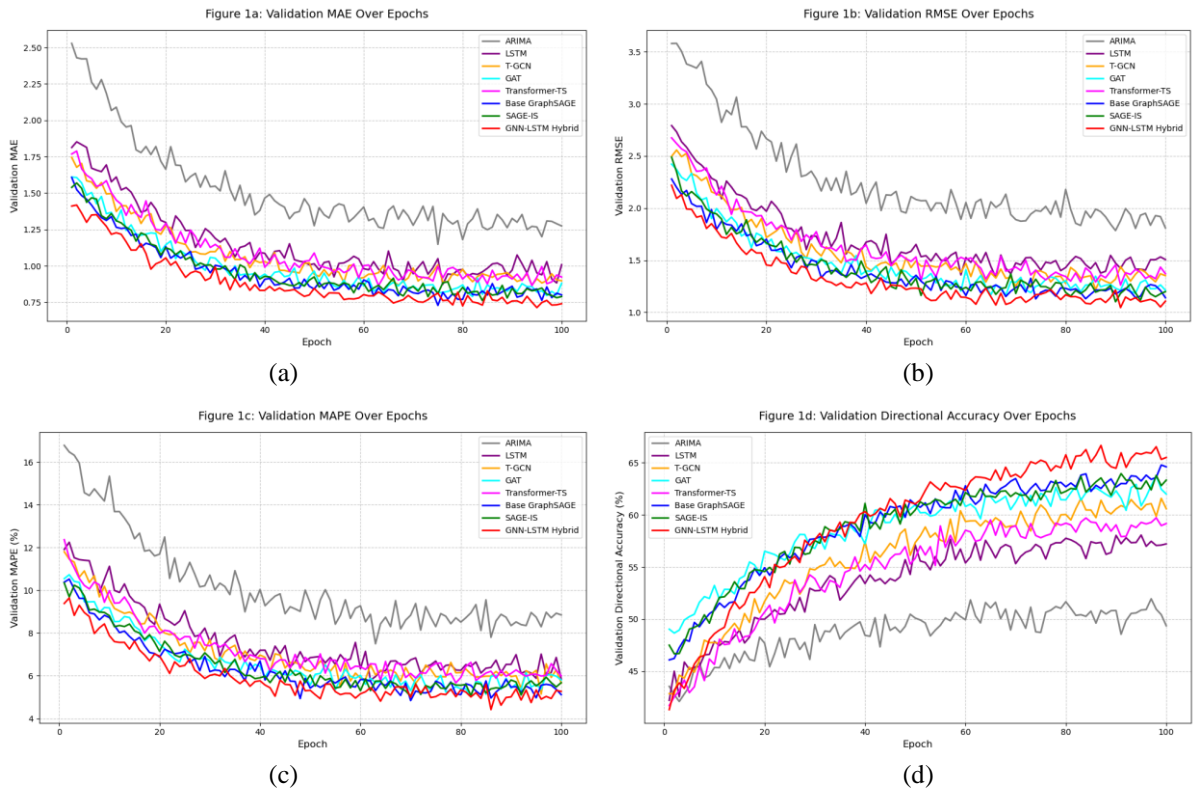 Figure 1a: Validation MAE Over Epochs
2.50
2.25
2.00
1.75
1.50
1.25
1.00
0.75
Validation MAE
0 20 40 60 80 100
Epoch
ARIMA
LSTM
T-GCN
GAT
Transformer-TS
Base GraphSAGE
SAGE-IS
GNN-LSTM Hybrid
(a)
Figure 1b: Validation RMSE Over Epochs
3.5
3.0
2.5
2.0
1.5
1.0
Validation RMSE
0 20 40 60 80 100
Epoch
ARIMA
LSTM
T-GCN
GAT
Transformer-TS
Base GraphSAGE
SAGE-IS
GNN-LSTM Hybrid
(b)
Figure 1c: Validation MAPE Over Epochs
16
14
12
10
8
6
4
Validation MAPE (%)
0 20 40 60 80 100
Epoch
ARIMA
LSTM
T-GCN
GAT
Transformer-TS
Base GraphSAGE
SAGE-IS
GNN-LSTM Hybrid
(c)
Figure 1d: Validation Directional Accuracy Over Epochs
65
60
55
50
45
Validation Directional Accuracy (%)
0 20 40 60 80 100
Epoch
ARIMA
LSTM
T-GCN
GAT
Transformer-TS
Base GraphSAGE
SAGE-IS
GNN-LSTM Hybrid
(d)